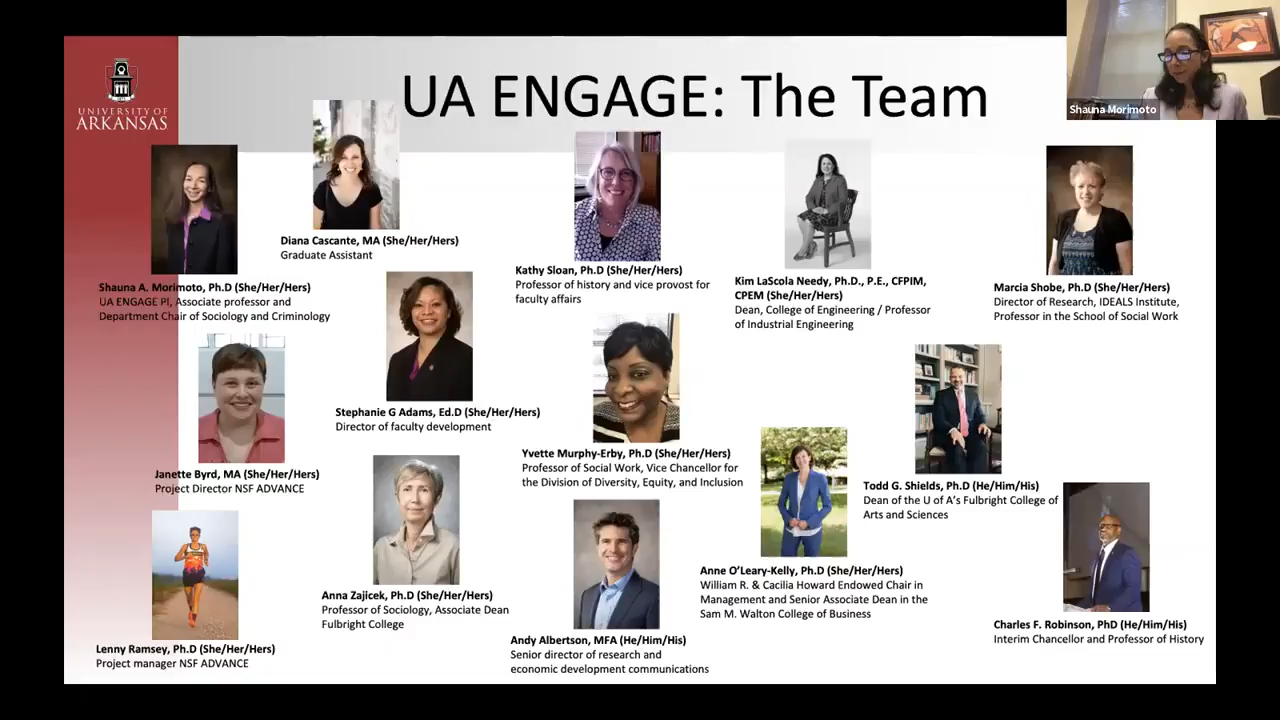 UNIVERSITY OF
ARKANSAS
UA ENGAGE: The Team
Shauna Morimoto
Shauna A. Morimoto, Ph.D (She/Her/Hers)
UA ENGAGE PI, Associate professor and
Department Chair of Sociology and Criminology
Diana Cascante, MA (She/Her/Hers)
Graduate Assistant
Kathy Sloan, Ph.D (She/Her/Hers)
Professor of history and vice provost for
faculty affairs
Kim LaScola Needy, Ph.D., P.E., CFPIM,
CPEM (She/Her/Hers)
Dean, College of Engineering / Professor
of Industrial Engineering
Marcia Shobe, Ph.D (She/Her/Hers)
Director of Research, IDEALS Institute,
Professor in the School of Social Work
Janette Byrd, MA (She/Her/Hers)
Project Director NSF ADVANCE
Stephanie G Adams, Ed.D (She/Her/Hers)
Director of faculty development
Yvette Murphy-Erby, Ph.D (She/Her/Hers)
Professor of Social Work, Vice Chancellor for
the Division of Diversity, Equity, and Inclusion
Todd G. Shields, Ph.D (He/Him/His)
Dean of the U of A's Fulbright College of
Arts and Sciences
Lenny Ramsey, Ph.D (She/Her/Hers)
Project manager NSF ADVANCE
Anna Zajicek, Ph.D (She/Her/Hers)
Professor of Sociology, Associate Dean
Fulbright College
Andy Albertson, MFA (He/Him/His)
Senior director of research and
economic development communications
Anne O'Leary-Kelly, Ph.D (She/Her/Hers)
William R. & Cacilia Howard Endowed Chair in
Management and Senior Associate Dean in the
Sam M. Walton College of Business
Charles F. Robinson, PhD (He/Him/His)
Interim Chancellor and Professor of History